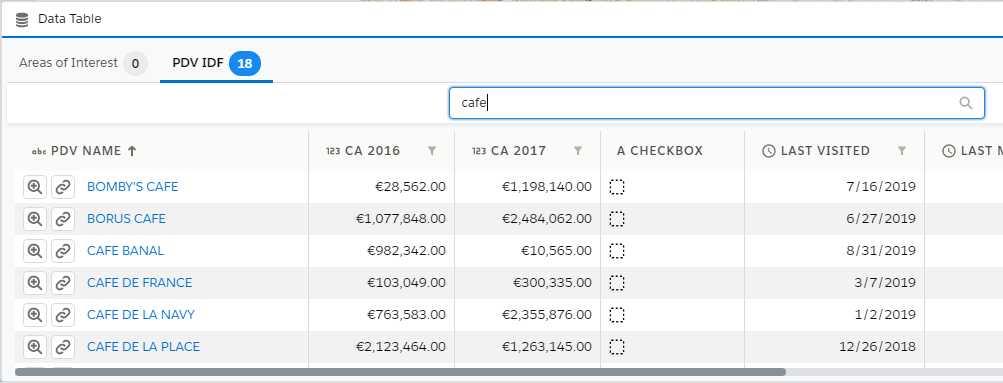 Data Table
Areas of Interest 0 PDV IDF 18
cafe
abc PDV NAME 123 CA 2016 123 CA 2017 A CHECKBOX LAST VISITED LAST M
BOMBY'S CAFE €28,562.00 €1,198,140.00 7/16/2019
BORUS CAFE €1,077,848.00 €2,484,062.00 6/27/2019
CAFE BANAL €982,342.00 €10,565.00 8/31/2019
CAFE DE FRANCE €103,049.00 €300,335.00 3/7/2019
CAFE DE LA NAVY €763,583.00 €2,355,876.00 1/2/2019
CAFE DE LA PLACE €2,123,464.00 €1,263,145.00 12/26/2018